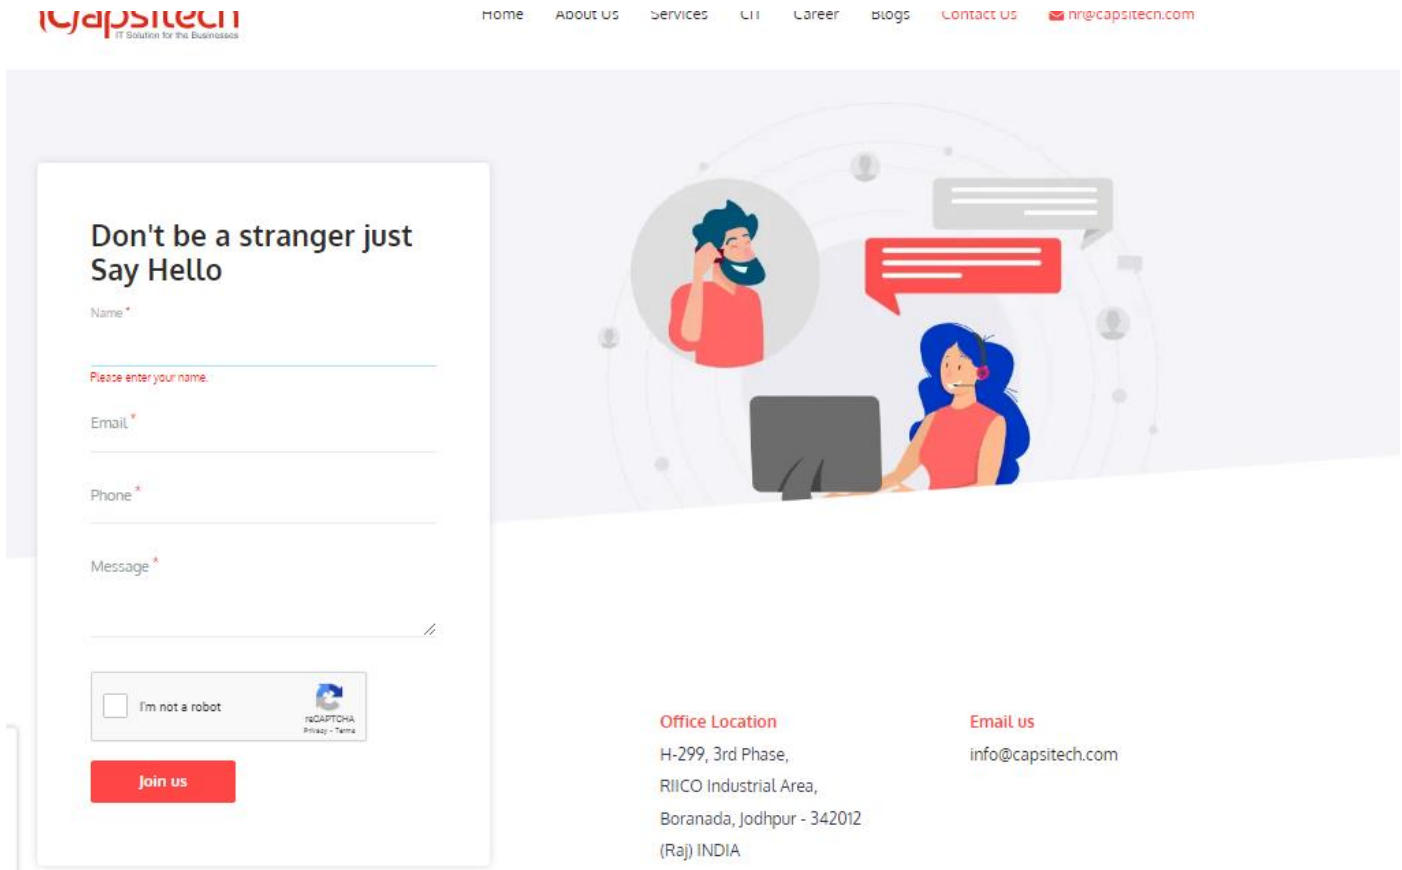 (Capsitech
IT Solution for the Businesses
Home About Us Services CIT Career Blogs Contact Us hr@capsitech.com
Don't be a stranger just
Say Hello
Name *
Please enter your name.
Email *
Phone *
Message *
I'm not a robot
reCAPTCHA
Privacy - Terms
Join us
Office Location
H-299, 3rd Phase,
RIICO Industrial Area,
Boranada, Jodhpur - 342012
(Raj) INDIA
Email us
info@capsitech.com